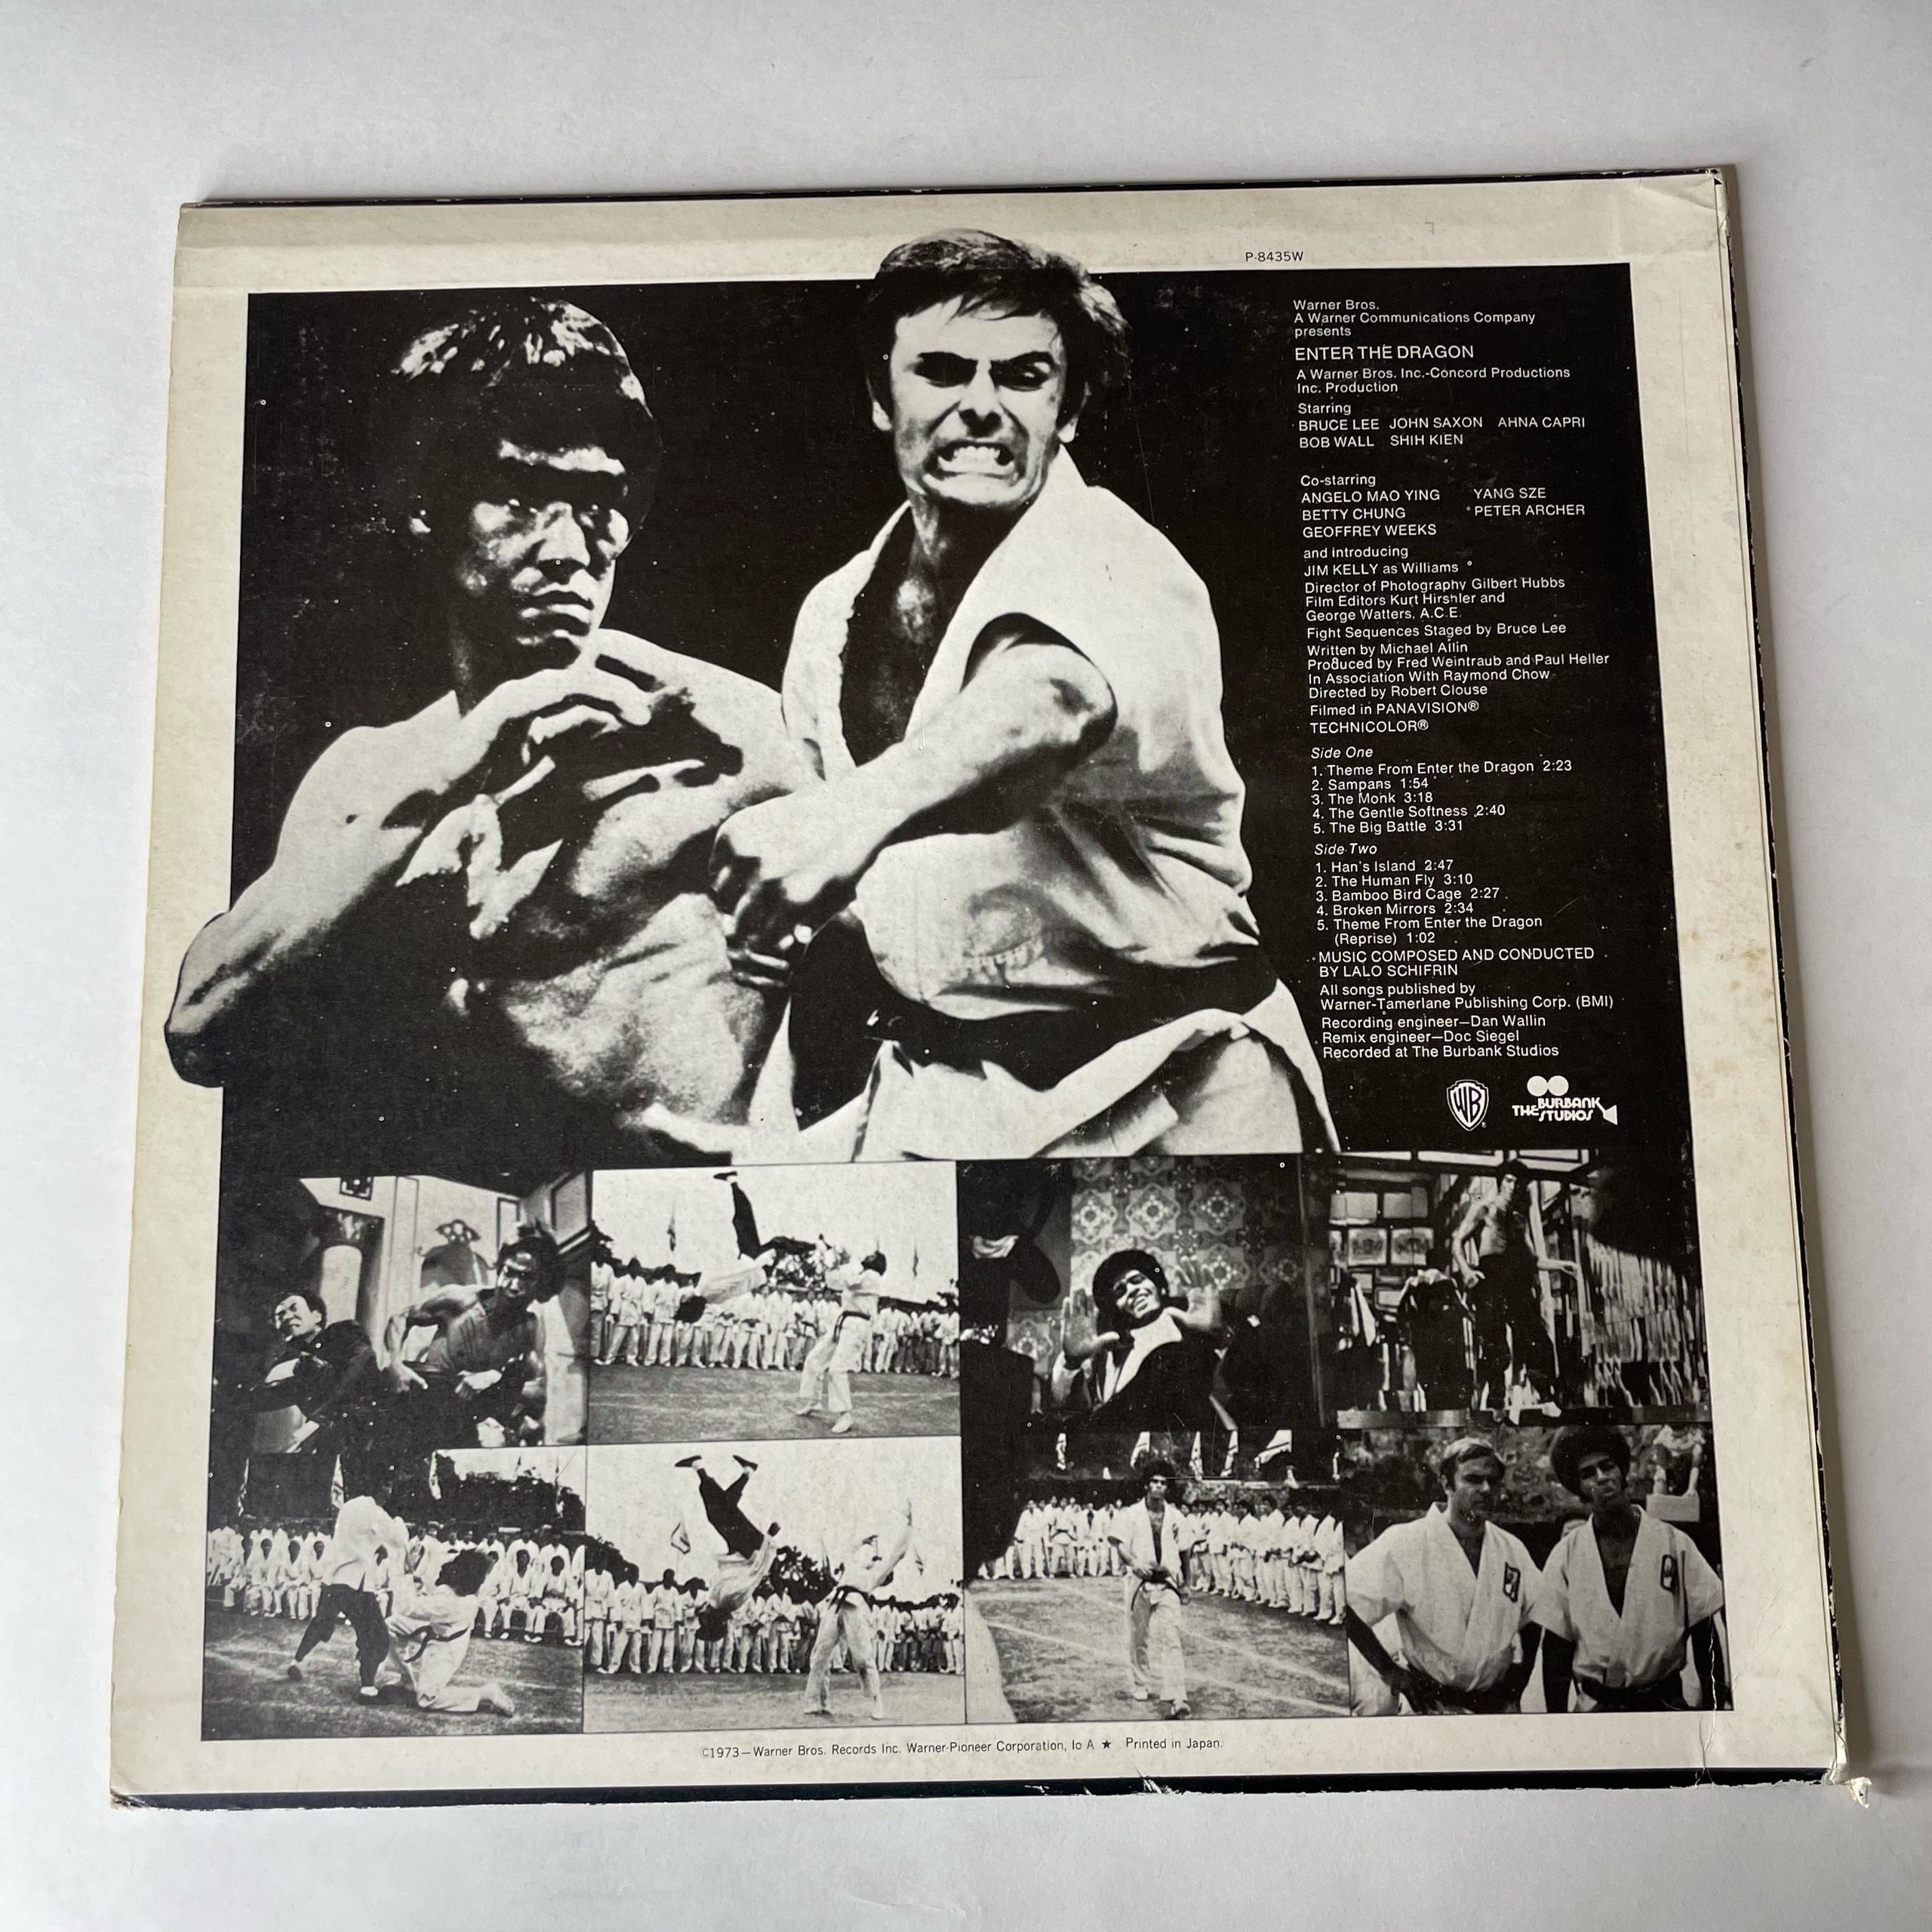 P-8435W
Warner Bros.
A Warner Communications Company
presents
ENTER THE DRAGON
A Warner Bros. Inc.-Concord Productions
Inc. Production
Starring
BRUCE LEE JOHN SAXON AHNA CAPRI
BOB WALL SHIH KIEN
Co-starring
ANGELO MAO YING YANG SZE
BETTY CHUNG PETER ARCHER
GEOFFREY WEEKS
and introducing
JIM KELLY as Williams
Director of Photography Gilbert Hubbs
Film Editors Kurt Hirshler and
George Watters, A.C.E.
Fight Sequences Staged by Bruce Lee
Written by Michael Allin
Produced by Fred Weintraub and Paul Heller
In Association With Raymond Chow
Directed by Robert Clouse
Filmed in PANAVISION®
TECHNICOLOR®
Side One
1. Theme From Enter the Dragon 2:23
2. Sampans 1:54
3. The Monk 3:18
4. The Gentle Softness 2:40
5. The Big Battle 3:31
Side Two
1. Han's Island 2:47
2. The Human Fly 3:10
3. Bamboo Bird Cage 2:27
4. Broken Mirrors 2:34
5. Theme From Enter the Dragon
(Reprise) 1:02
MUSIC COMPOSED AND CONDUCTED
BY LALO SCHIFRIN
All songs published by
Warner-Tamerlane Publishing Corp. (BMI)
Recording engineer—Dan Wallin
Remix engineer—Doc Siegel
Recorded at The Burbank Studios
WB
THE BURBANK STUDIOS
©1973—Warner Bros. Records Inc. Warner-Pioneer Corporation, Io A ★ Printed in Japan.